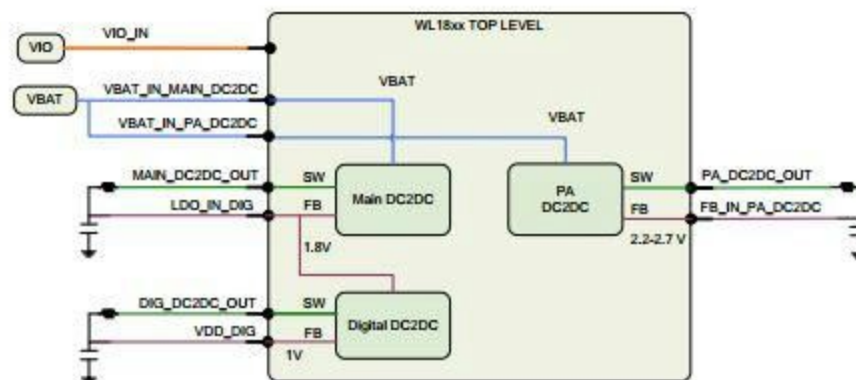 WL18xx TOP LEVEL
VIO
VIO_IN
VBAT
VBAT_IN_MAIN_DC2DC
VBAT
VBAT_IN_PA_DC2DC
VBAT
MAIN_DC2DC_OUT
SW
Main DC2DC
LDO_IN_DIG
FB
1.8V
PA
DC2DC
SW
PA_DC2DC_OUT
FB
FB_IN_PA_DC2DC
2.2-2.7 V
DIG_DC2DC_OUT
SW
Digital DC2DC
VDD_DIG
FB
1V